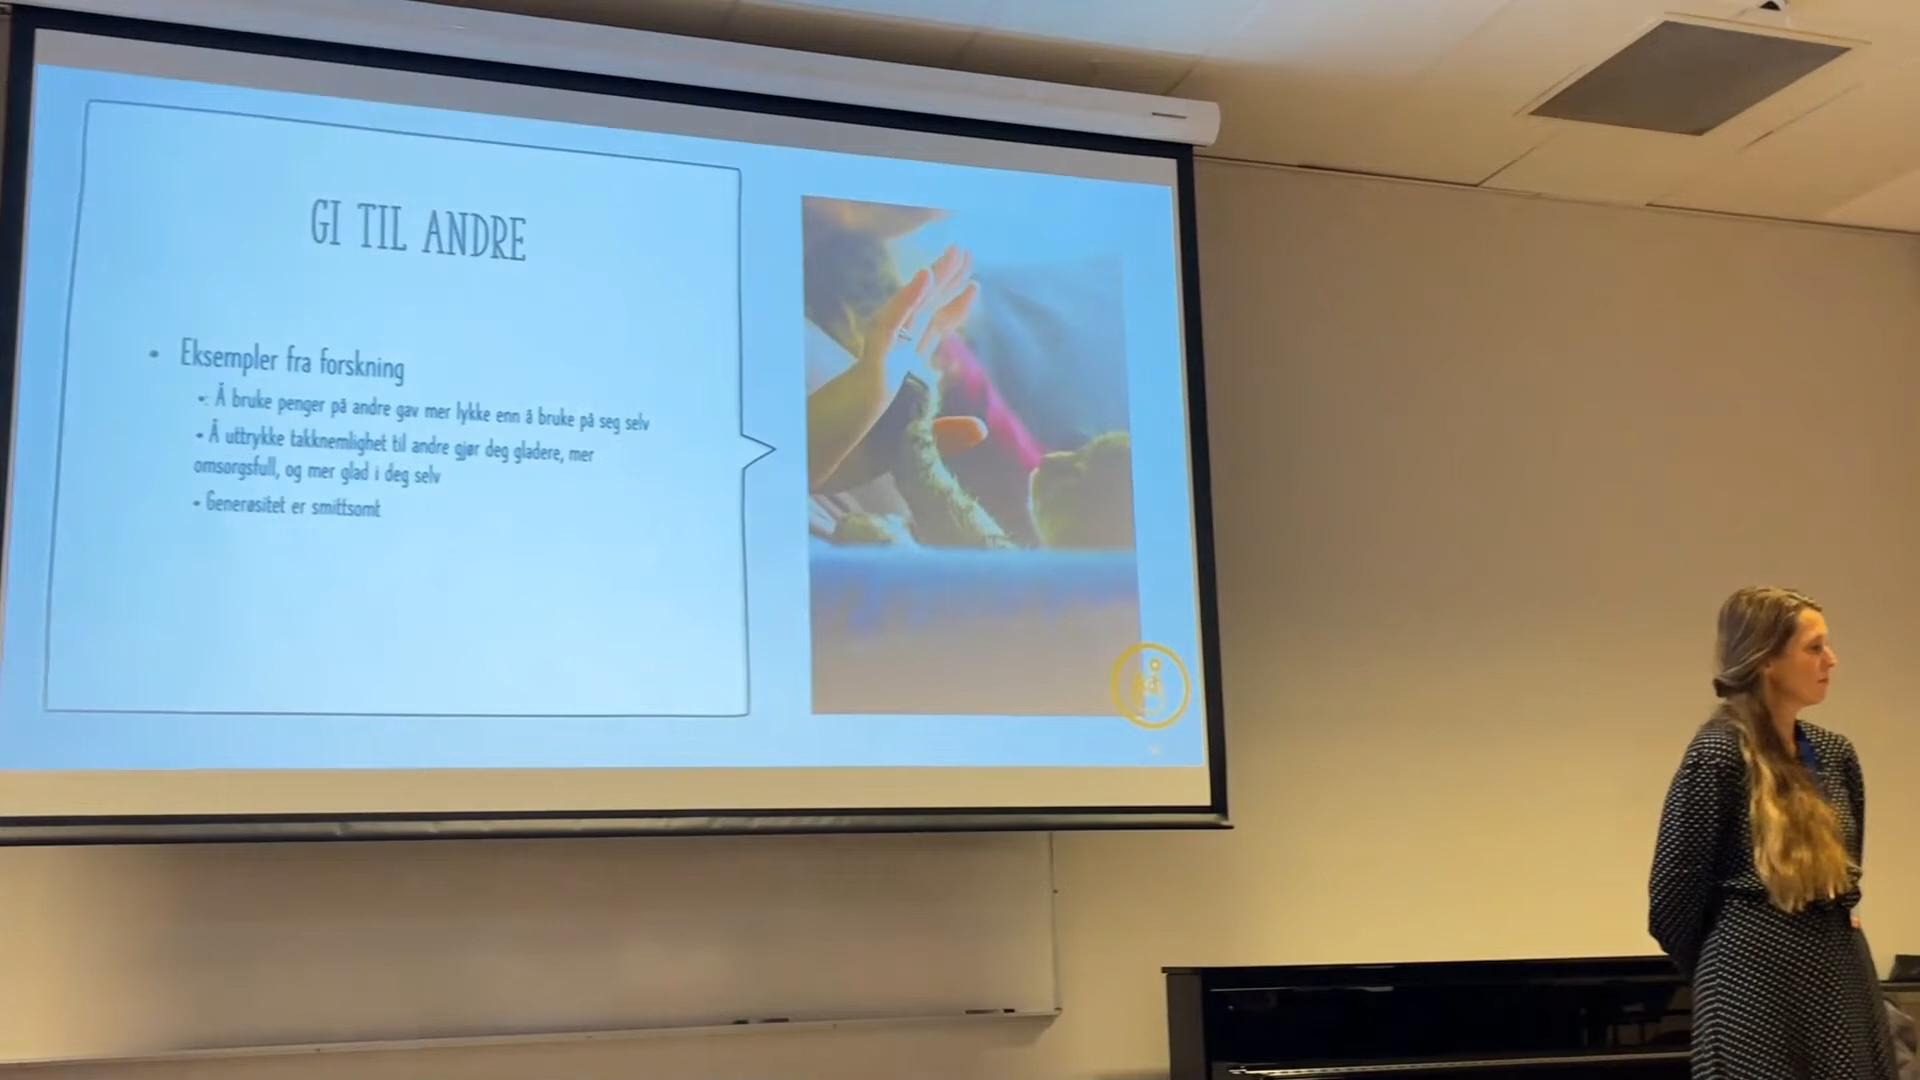 GI TIL ANDRE
• Eksempler fra forskning
•: Å bruke penger på andre gav mer lykke enn å bruke på seg selv
• Å uttrykke takknemlighet til andre gjør deg gladere, mer
omsorgsfull, og mer glad i deg selv
• Generøsitet er smittsomt